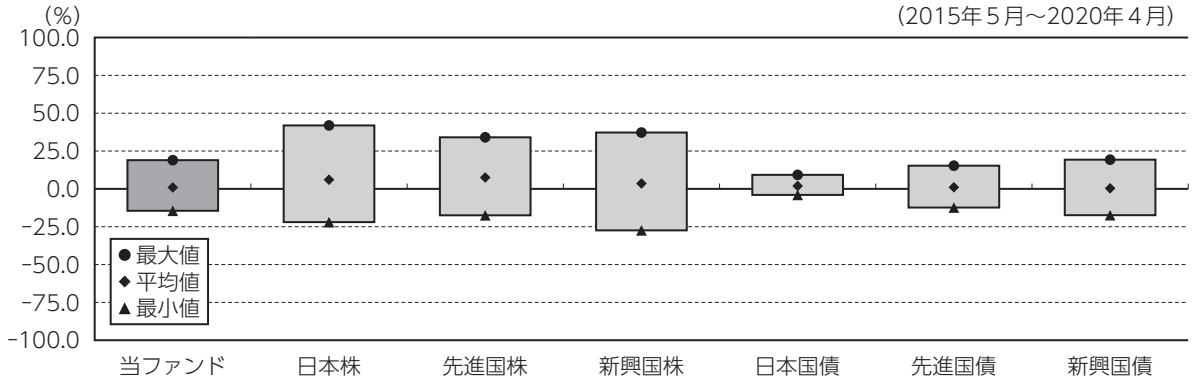 (%)
(2015年5月～2020年4月)
100.0
75.0
50.0
25.0
0.0
-25.0
-50.0
-75.0
-100.0
●最大値
◆平均値
▲最小値
当ファンド 日本株 先進国株 新興国株 日本国債 先進国債 新興国債